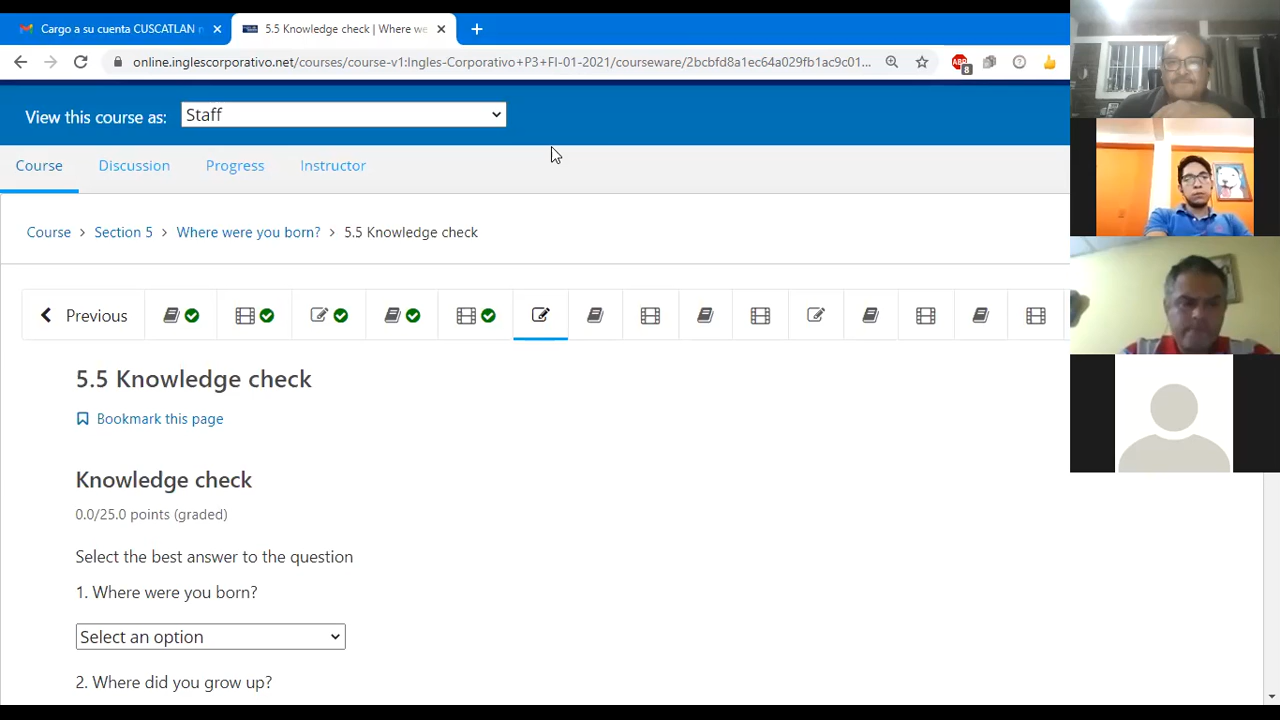 Cargo a su cuenta CUSCATLAN
5.5 Knowledge check | Where we
online.inglescorporativo.net/courses/course-v1:Ingles-Corporativo+P3+FI-01-2021/courseware/2bcbfd8a1ec64a029fb1ac9c01...
ABP
8
View this course as:
Staff
Course
Discussion
Progress
Instructor
Course > Section 5 > Where were you born? > 5.5 Knowledge check
Previous
5.5 Knowledge check
Bookmark this page
Knowledge check
0.0/25.0 points (graded)
Select the best answer to the question
1. Where were you born?
Select an option
2. Where did you grow up?